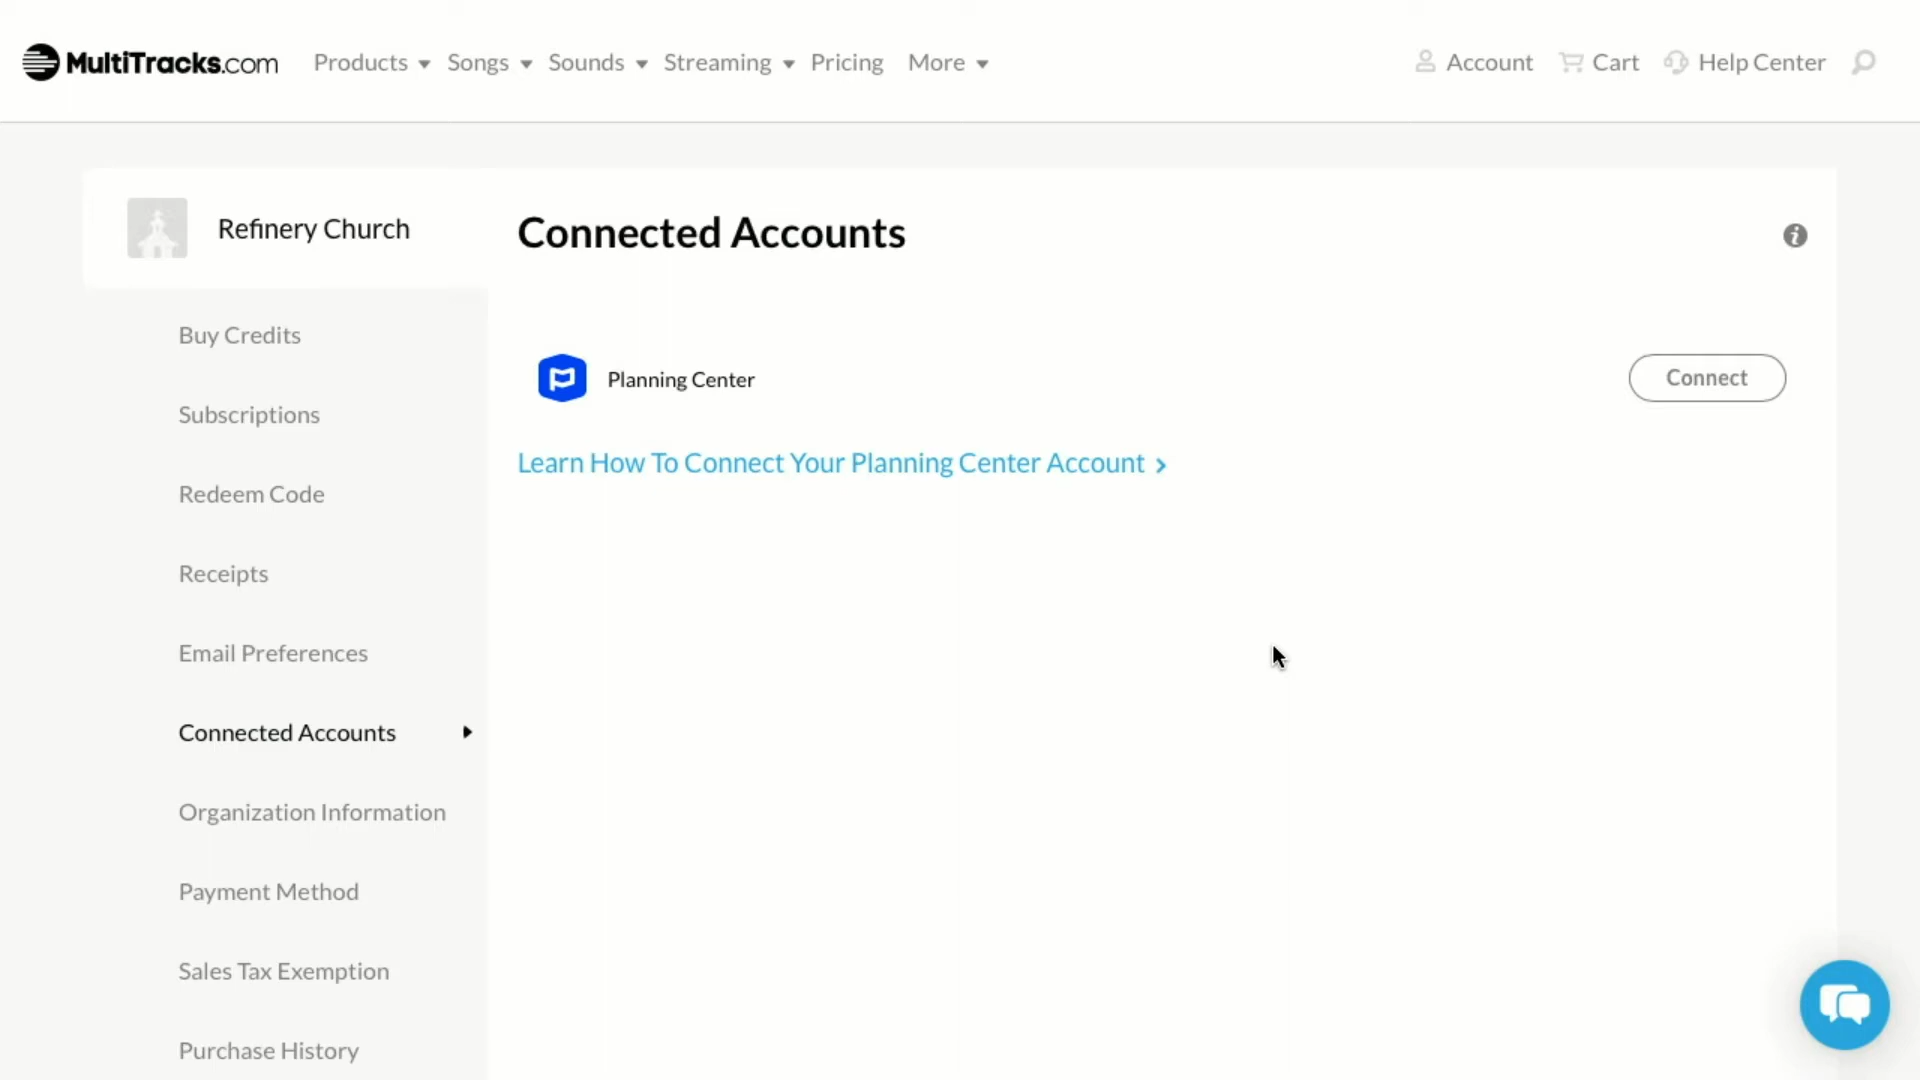 MultiTracks.com Products Songs Sounds Streaming Pricing More Account Cart Help Center
Refinery Church
Connected Accounts
Buy Credits
Subscriptions
Redeem Code
Receipts
Email Preferences
Connected Accounts
Organization Information
Payment Method
Sales Tax Exemption
Purchase History
Planning Center
Connect
Learn How To Connect Your Planning Center Account